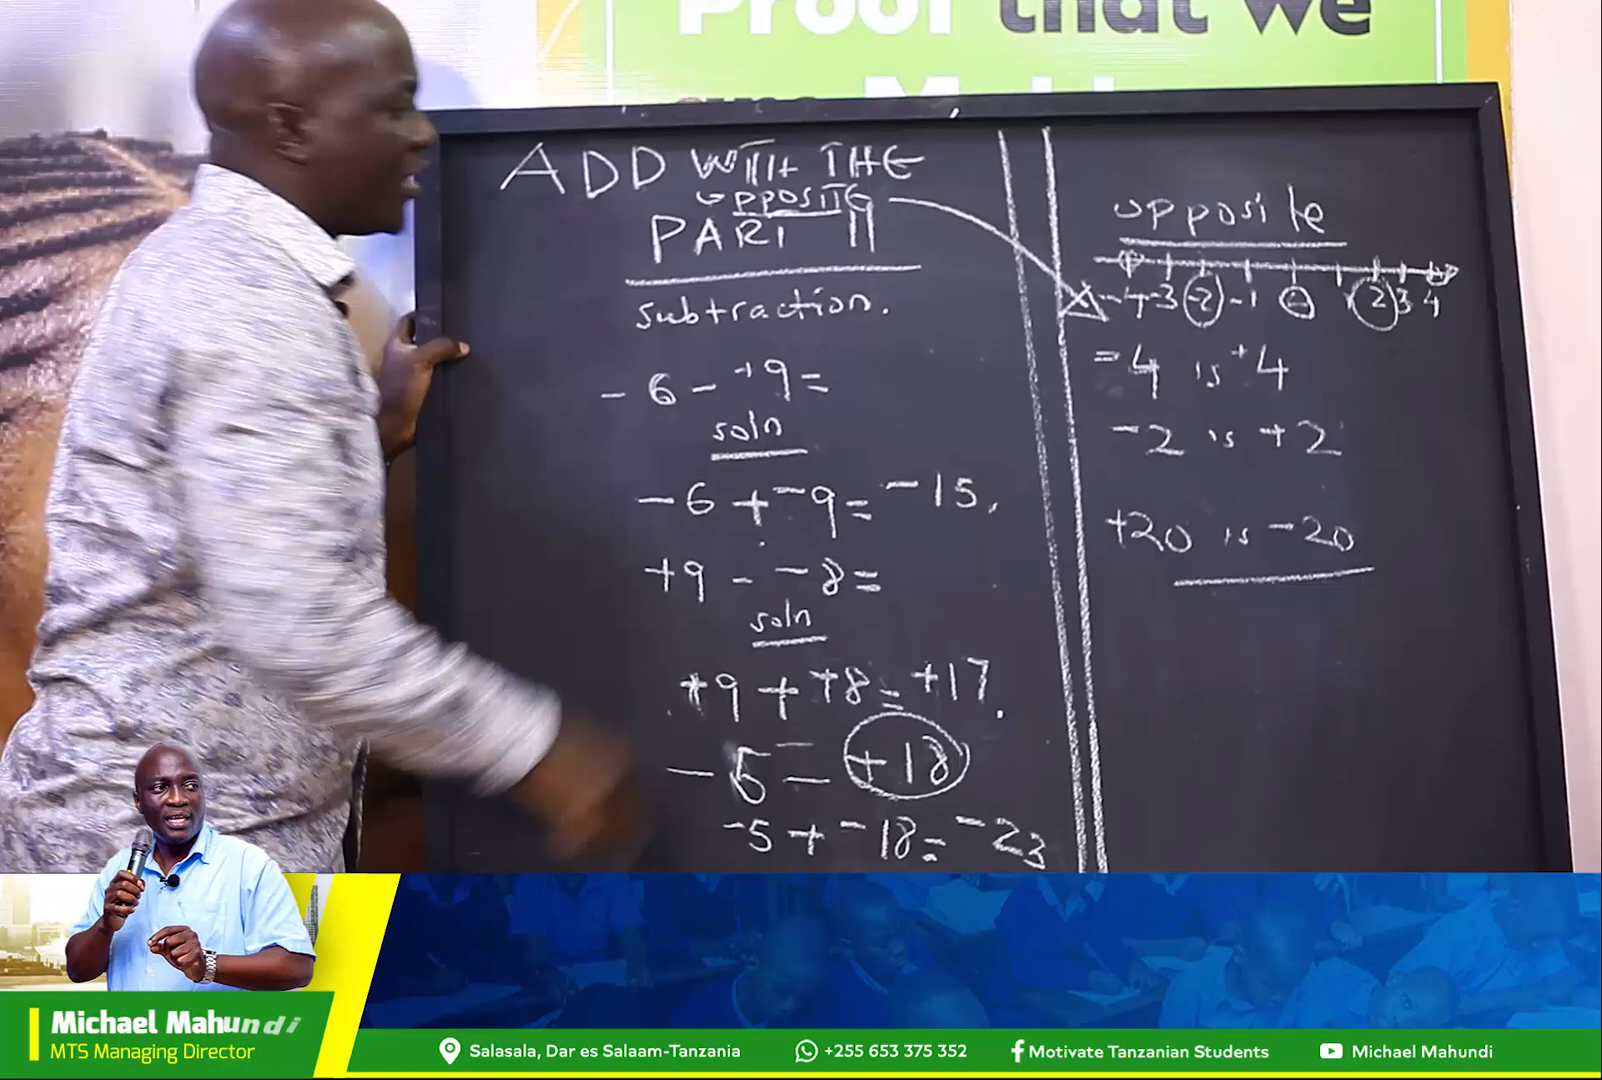 Proof that we
ADD WITH THE
OPPOSITE
PART II
subtraction.
- 6 - +9 =
soln
- 6 + -9 = -15.
+9 - -8 =
soln
+9 + +8 = +17.
-5 - +18
-5 + -18 = -23
opposite
-4 -3 -2 -1 0 2 3 4
-4 is +4
-2 is +2
+20 is -20
Michael Mahundi
MTS Managing Director
Salasala, Dar es Salaam-Tanzania
+255 653 375 352
Motivate Tanzanian Students
Michael Mahundi